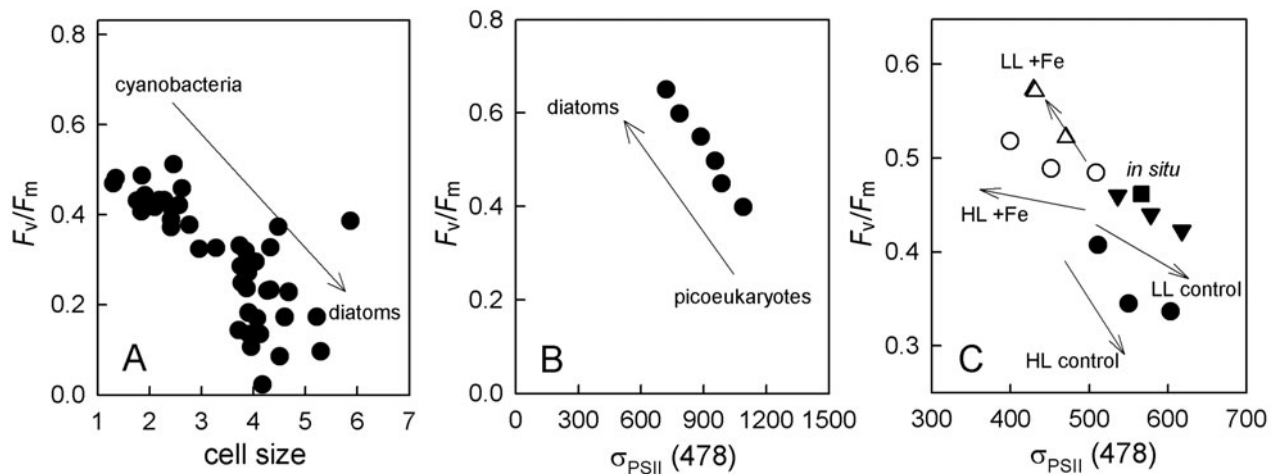 0.8
0.6
0.4
0.2
0.0
Fv/Fm
cyanobacteria
diatoms
A
1 2 3 4 5 6 7
cell size
0.8
0.6
0.4
0.2
0.0
Fv/Fm
diatoms
picoeukaryotes
B
0 300 600 900 1200 1500
σPSII (478)
0.6
0.5
0.4
0.3
Fv/Fm
LL +Fe
in situ
HL +Fe
LL control
HL control
C
300 400 500 600 700
σPSII (478)